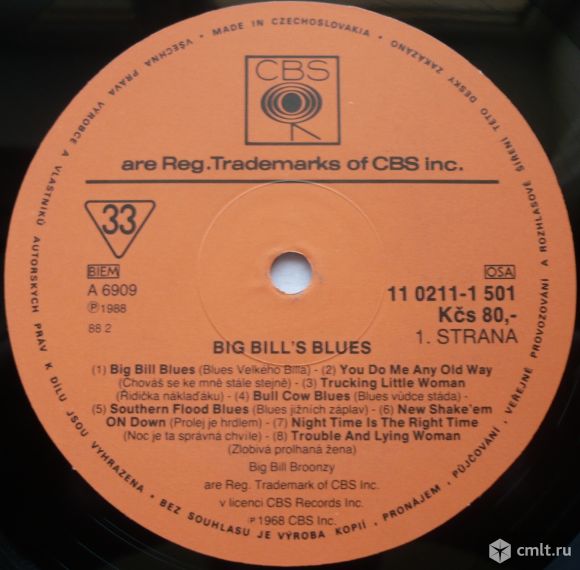 VŠECHNA PRÁVA VÝROBCE A VLASTNÍKŮ AUTORSKÝCH PRÁV K DÍLU JSOU VYHRAZENA • BEZ SOUHLASU JE VÝROBA KOPIÍ, PRONÁJEM, PŮJČOVÁNÍ, VEŘEJNÉ PROVOZOVÁNÍ A ROZHLASOVÉ ŠÍŘENÍ TÉTO DESKY ZAKÁZÁNO • MADE IN CZECHOSLOVAKIA •
CBS
are Reg.Trademarks of CBS inc.
33
BIEM
OSA
A 6909
11 0211-1 501
Ⓟ1988
Kčs 80,-
88 2
1. STRANA
BIG BILL'S BLUES
(1) Big Bill Blues (Blues Velkého Billa) - (2) You Do Me Any Old Way
(Chováš se ke mně stále stejně) - (3) Trucking Little Woman
(Řidička náklaďáku) - (4) Bull Cow Blues (Blues vůdce stáda) -
(5) Southern Flood Blues (Blues jižních záplav) - (6) New Shake'em
ON Down (Prolej je hrdlem) - (7) Night Time Is The Right Time
(Noc je ta správná chvíle) - (8) Trouble And Lying Woman
(Zlobivá prolhaná žena)
Big Bill Broonzy
are Reg. Trademark of CBS Inc.
v licenci CBS Records Inc.
Ⓟ1968 CBS Inc.
cmlt.ru